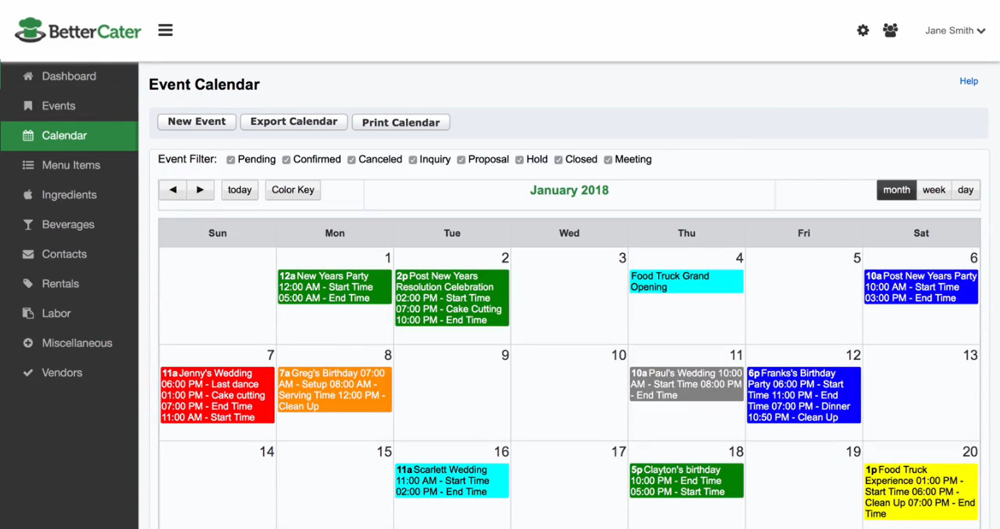 BetterCater
Jane Smith
Dashboard
Events
Calendar
Menu Items
Ingredients
Beverages
Contacts
Rentals
Labor
Miscellaneous
Vendors
Event Calendar
Help
New Event
Export Calendar
Print Calendar
Event Filter: Pending Confirmed Canceled Inquiry Proposal Hold Closed Meeting
today
Color Key
January 2018
month week day
Sun Mon Tue Wed Thu Fri Sat
1
12a New Years Party
12:00 AM - Start Time
05:00 AM - End Time
2
2p Post New Years
Resolution Celebration
02:00 PM - Start Time
07:00 PM - Cake Cutting
10:00 PM - End Time
3
4
Food Truck Grand
Opening
5
6
10a Post New Years Party
10:00 AM - Start Time
03:00 PM - End Time
7
11a Jenny's Wedding
06:00 PM - Last dance
01:00 PM - Cake cutting
07:00 PM - End Time
11:00 AM - Start Time
8
7a Greg's Birthday 07:00
AM - Setup 08:00 AM -
Serving Time 12:00 PM -
Clean Up
9
10
11
10a Paul's Wedding 10:00
AM - Start Time 08:00 PM
- End Time
12
6p Franks's Birthday
Party 06:00 PM - Start
Time 11:00 PM - End
Time 07:00 PM - Dinner
10:50 PM - Clean Up
13
14
15
16
11a Scarlett Wedding
11:00 AM - Start Time
02:00 PM - End Time
17
18
5p Clayton's birthday
10:00 PM - End Time
05:00 PM - Start Time
19
20
1p Food Truck
Experience 01:00 PM -
Start Time 06:00 PM -
Clean Up 07:00 PM - End
Time